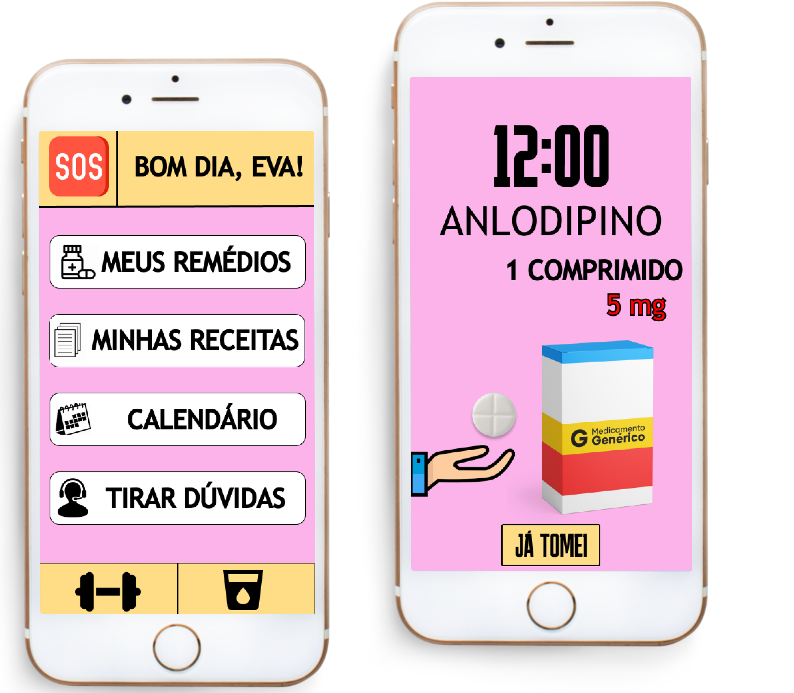 SOS
BOM DIA, EVA!
MEUS REMÉDIOS
MINHAS RECEITAS
CALENDÁRIO
TIRAR DÚVIDAS
12:00
ANLODIPINO
1 COMPRIMIDO
5 mg
G Medicamento
Genérico
JÁ TOMEI